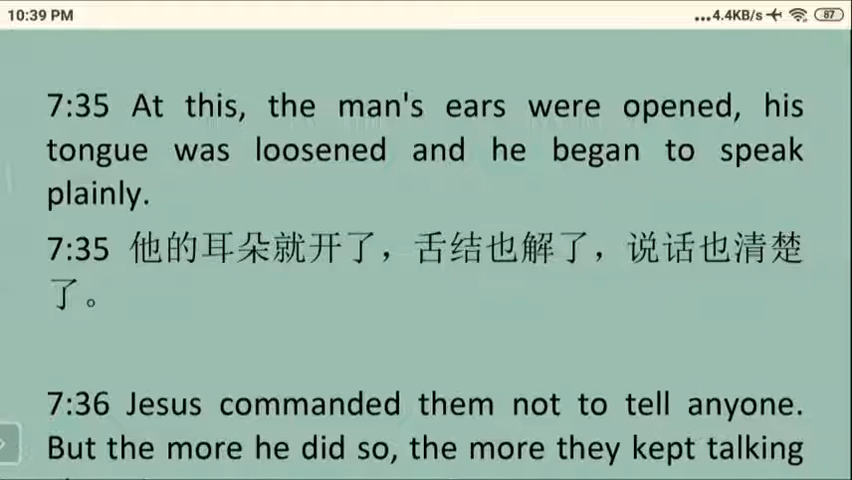 10:39 PM
...4.4KB/s
87
7:35 At this, the man's ears were opened, his
tongue was loosened and he began to speak
plainly.
7:35 他的耳朵就开了，舌结也解了，说话也清楚
了。
7:36 Jesus commanded them not to tell anyone.
But the more he did so, the more they kept talking